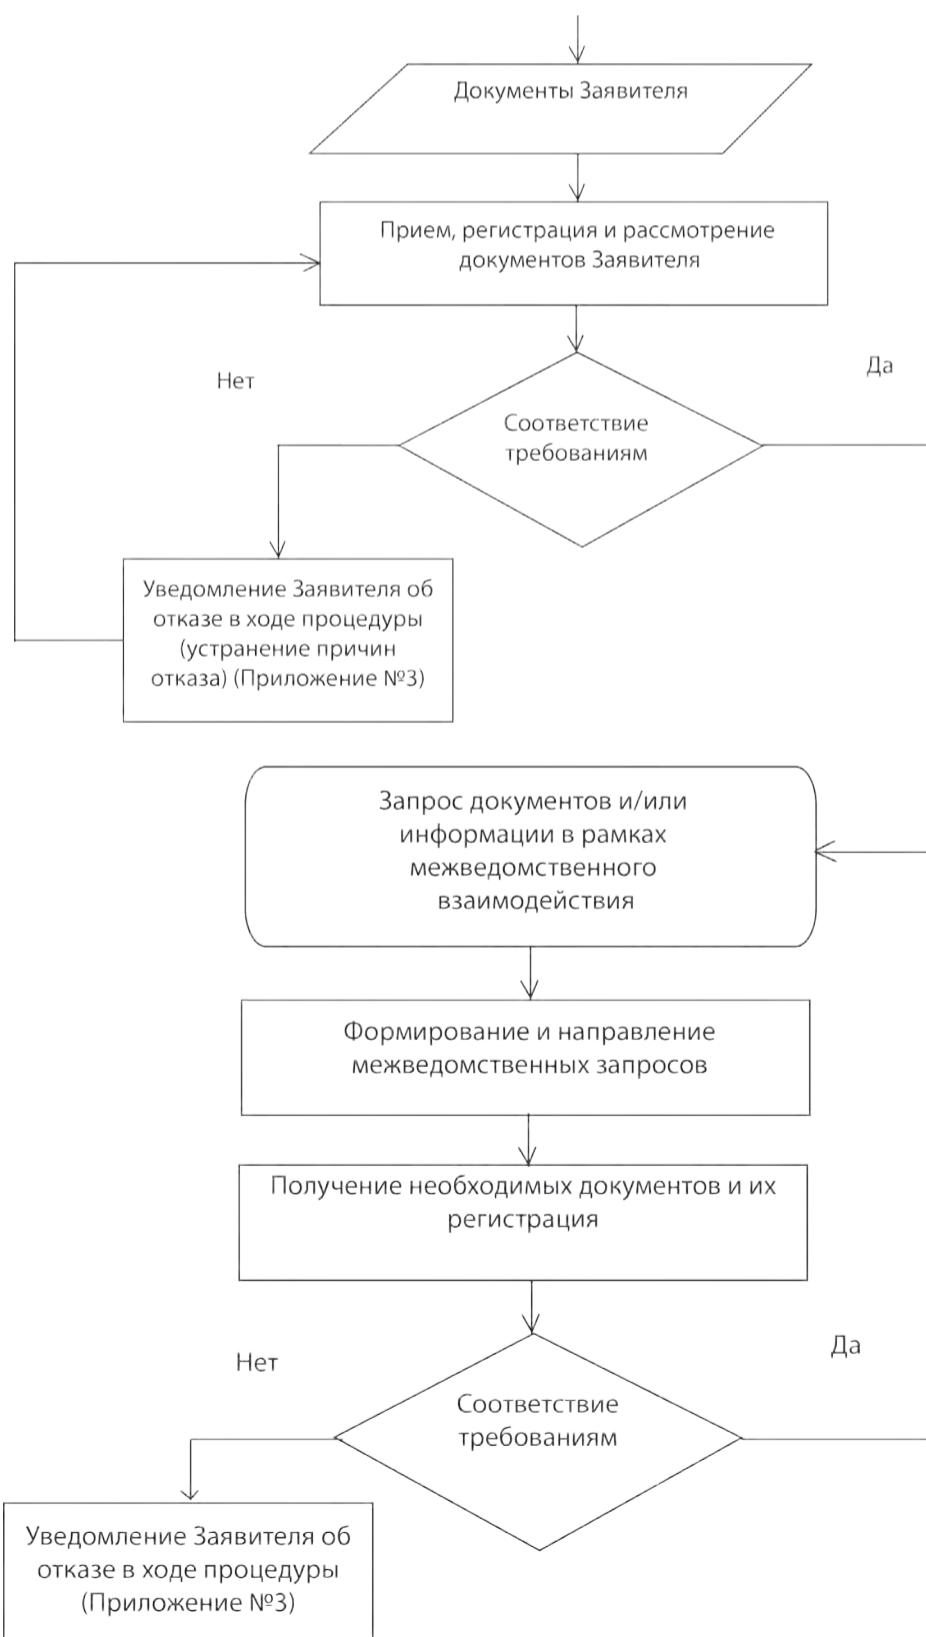 Документы Заявителя
Прием, регистрация и рассмотрение
документов Заявителя
Нет
Да
Соответствие
требованиям
Уведомление Заявителя об
отказе в ходе процедуры
(устранение причин
отказа) (Приложение №3)
Запрос документов и/или
информации в рамках
межведомственного
взаимодействия
Формирование и направление
межведомственных запросов
Получение необходимых документов и их
регистрация
Нет
Да
Соответствие
требованиям
Уведомление Заявителя об
отказе в ходе процедуры
(Приложение №3)